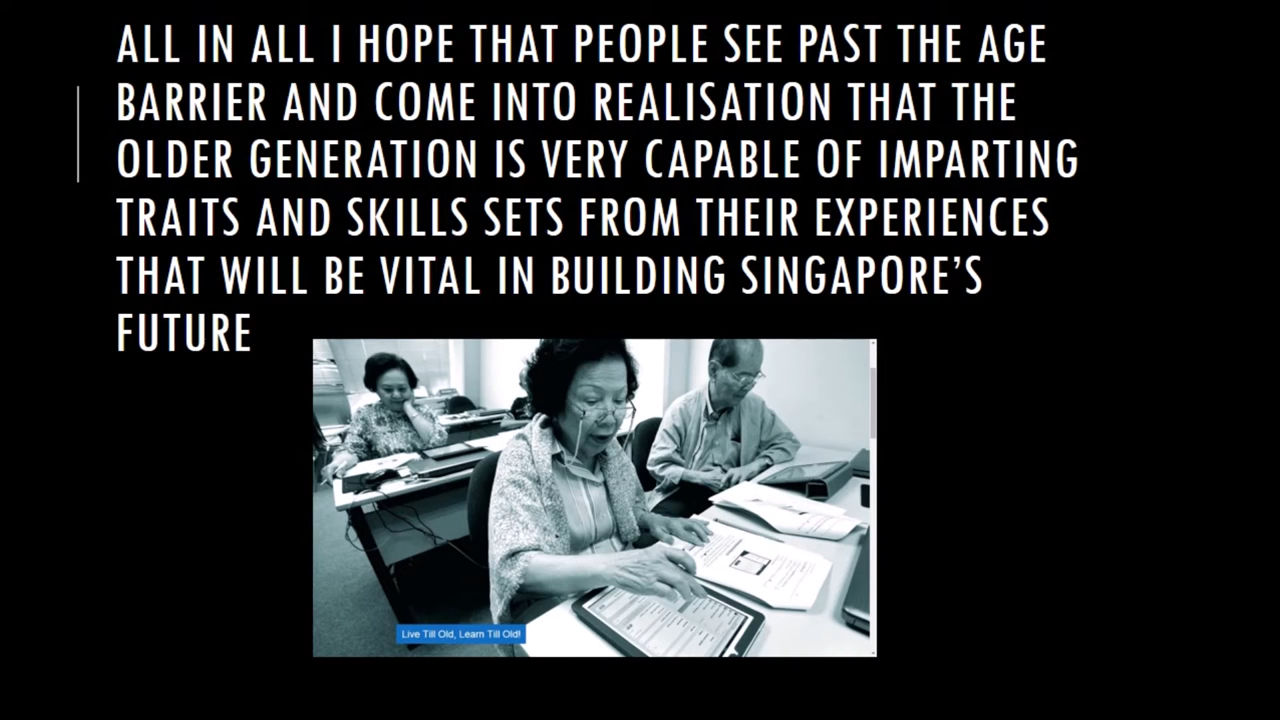 ALL IN ALL I HOPE THAT PEOPLE SEE PAST THE AGE
BARRIER AND COME INTO REALISATION THAT THE
OLDER GENERATION IS VERY CAPABLE OF IMPARTING
TRAITS AND SKILLS SETS FROM THEIR EXPERIENCES
THAT WILL BE VITAL IN BUILDING SINGAPORE'S
FUTURE
Live Till Old, Learn Till Old!